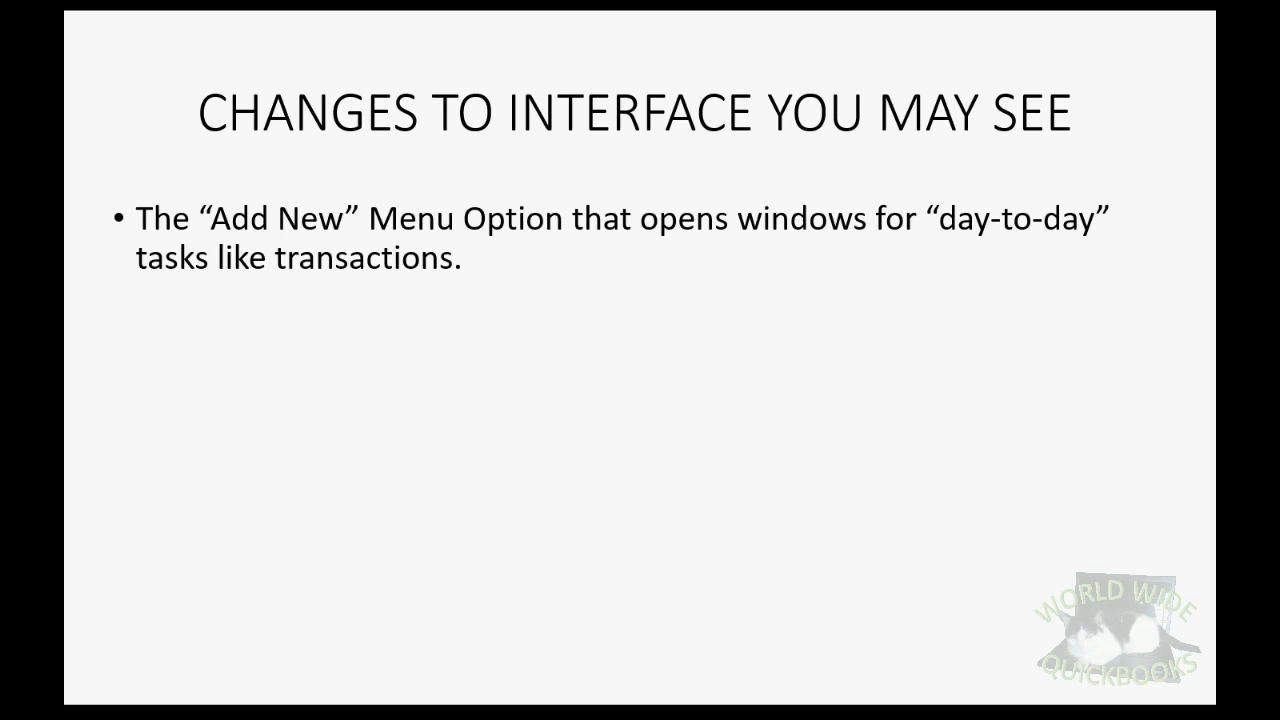 CHANGES TO INTERFACE YOU MAY SEE
• The “Add New” Menu Option that opens windows for “day-to-day”
tasks like transactions.
WORLD WIDE
QUICKBOOKS